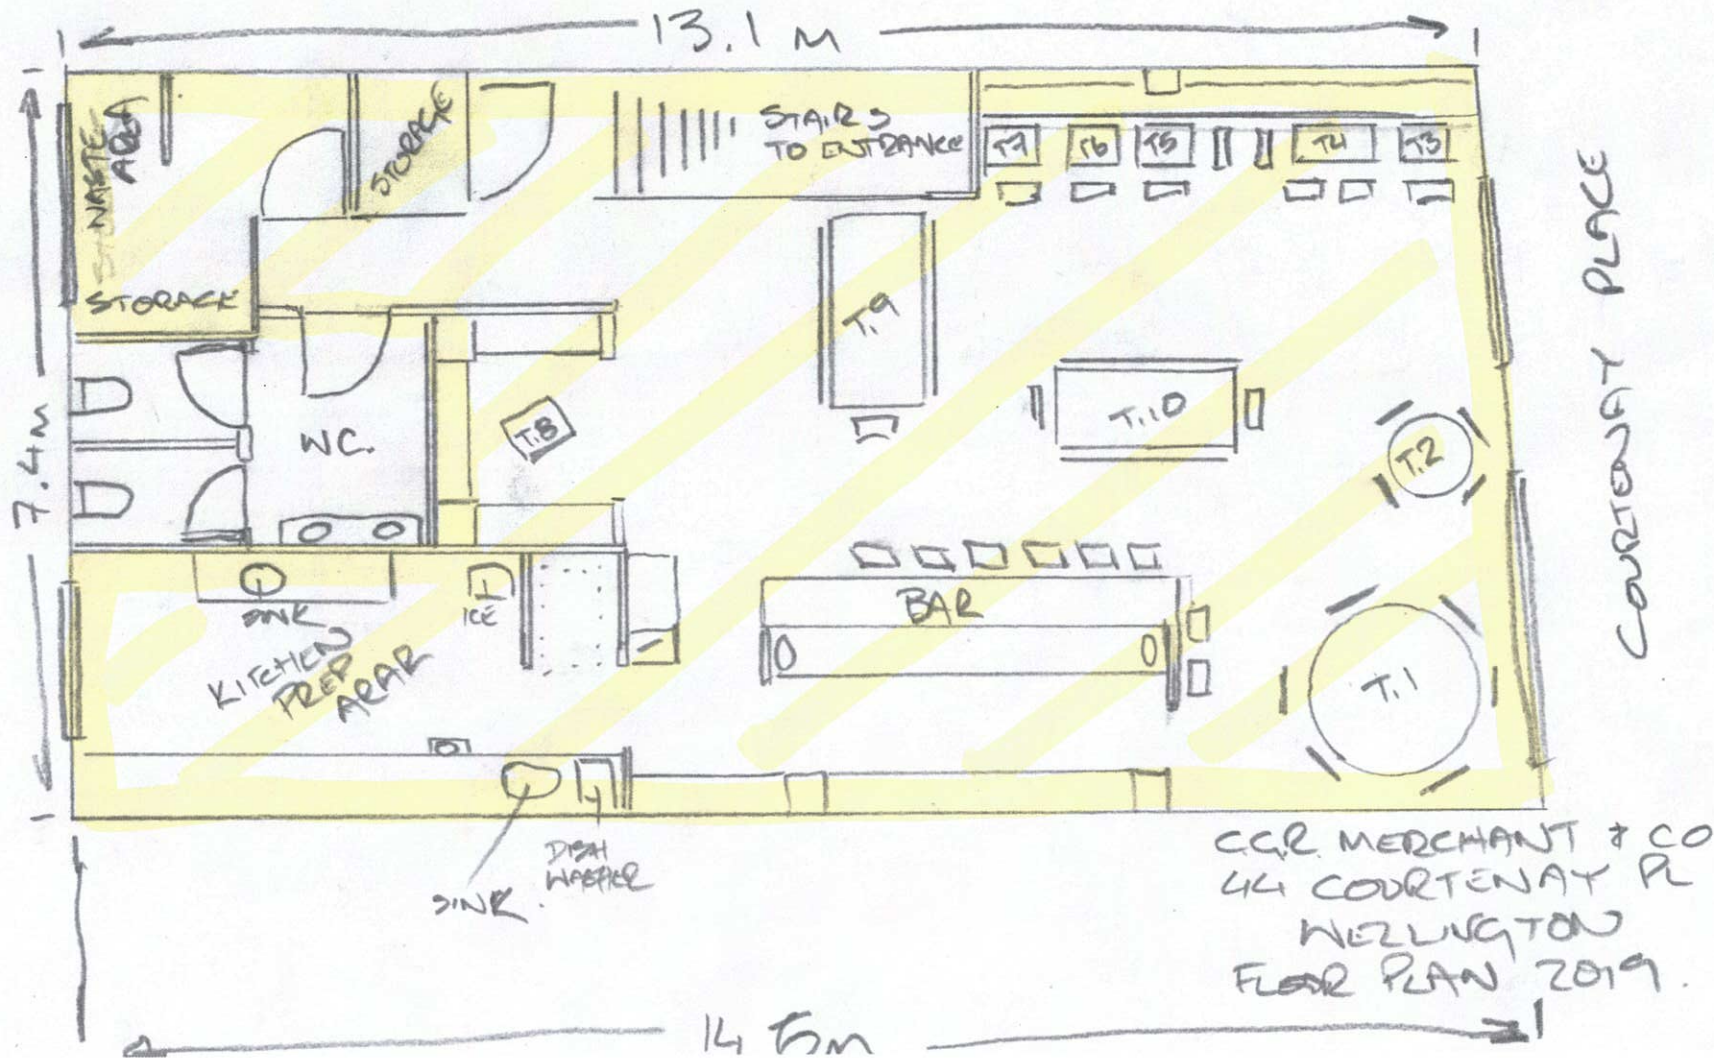 13.1 M
WASTE
AREA
STORAGE
STORAGE
STAIRS
TO ENTRANCE
T7
T6
T5
T4
T3
COURTENAY PLACE
7.4m
T.9
T.10
T.2
T.8
WC.
SINK
ICE
KITCHEN
PREP
BAR
T.1
SINK.
DISH
WASHER
CGR MERCHANT & CO
44 COURTENAY PL
WELLINGTON
FLOOR PLAN 2019.
14 5m